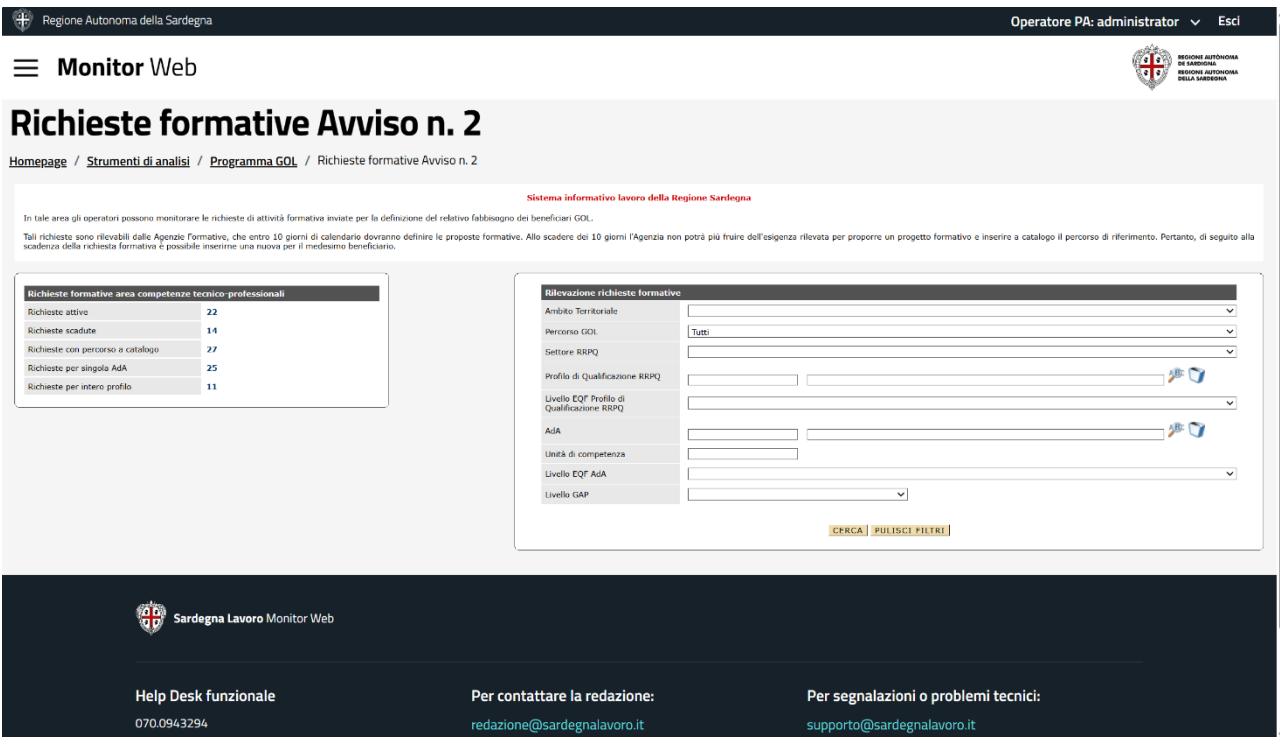 Regione Autonoma della Sardegna
Operatore PA: administrator
Esci
Monitor Web
REGIONE AUTÒNOMA
DE SARDIGNA
REGIONE AUTONOMA
DELLA SARDEGNA
Richieste formative Avviso n. 2
Homepage / Strumenti di analisi / Programma GOL / Richieste formative Avviso n. 2
Sistema informativo lavoro della Regione Sardegna
In tale area gli operatori possono monitorare le richieste di attività formativa inviate per la definizione del relativo fabbisogno dei beneficiari GOL.
Tali richieste sono rilevabili dalle Agenzie Formative, che entro 10 giorni di calendario dovranno definire le proposte formative. Allo scadere dei 10 giorni l'Agenzia non potrà più fruire dell'esigenza rilevata per proporre un progetto formativo e inserire a catalogo il percorso di riferimento. Pertanto, di seguito alla
scadenza della richiesta formativa è possibile inserirne una nuova per il medesimo beneficiario.
Richieste formative area competenze tecnico-professionali
Richieste attive 22
Richieste scadute 14
Richieste con percorso a catalogo 27
Richieste per singola AdA 25
Richieste per intero profilo 11
Rilevazione richieste formative
Ambito Territoriale
Percorso GOL Tutti
Settore RRPQ
Profilo di Qualificazione RRPQ
Livello EQF Profilo di
Qualificazione RRPQ
AdA
Unità di competenza
Livello EQF AdA
Livello GAP
CERCA PULISCI FILTRI
Sardegna Lavoro Monitor Web
Help Desk funzionale
070.0943294
Per contattare la redazione:
redazione@sardegnalavoro.it
Per segnalazioni o problemi tecnici:
supporto@sardegnalavoro.it